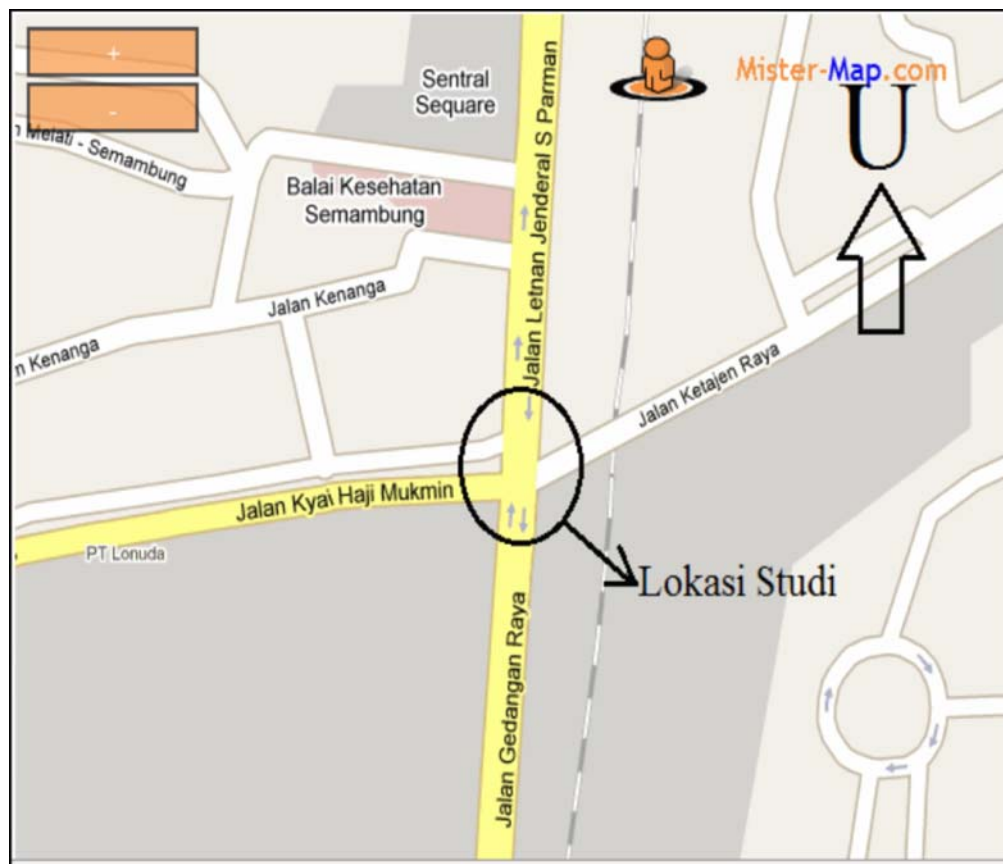 +
-
Mister-Map.com
U
Sentral
Sequare
Jalan Letnan Jenderal S Parman
n Melati - Semambung
Balai Kesehatan
Semambung
Jalan Kenanga
n Kenanga
Jalan Ketajen Raya
Jalan Kyai Haji Mukmin
PT Lonuda
Lokasi Studi
Jalan Gedangan Raya